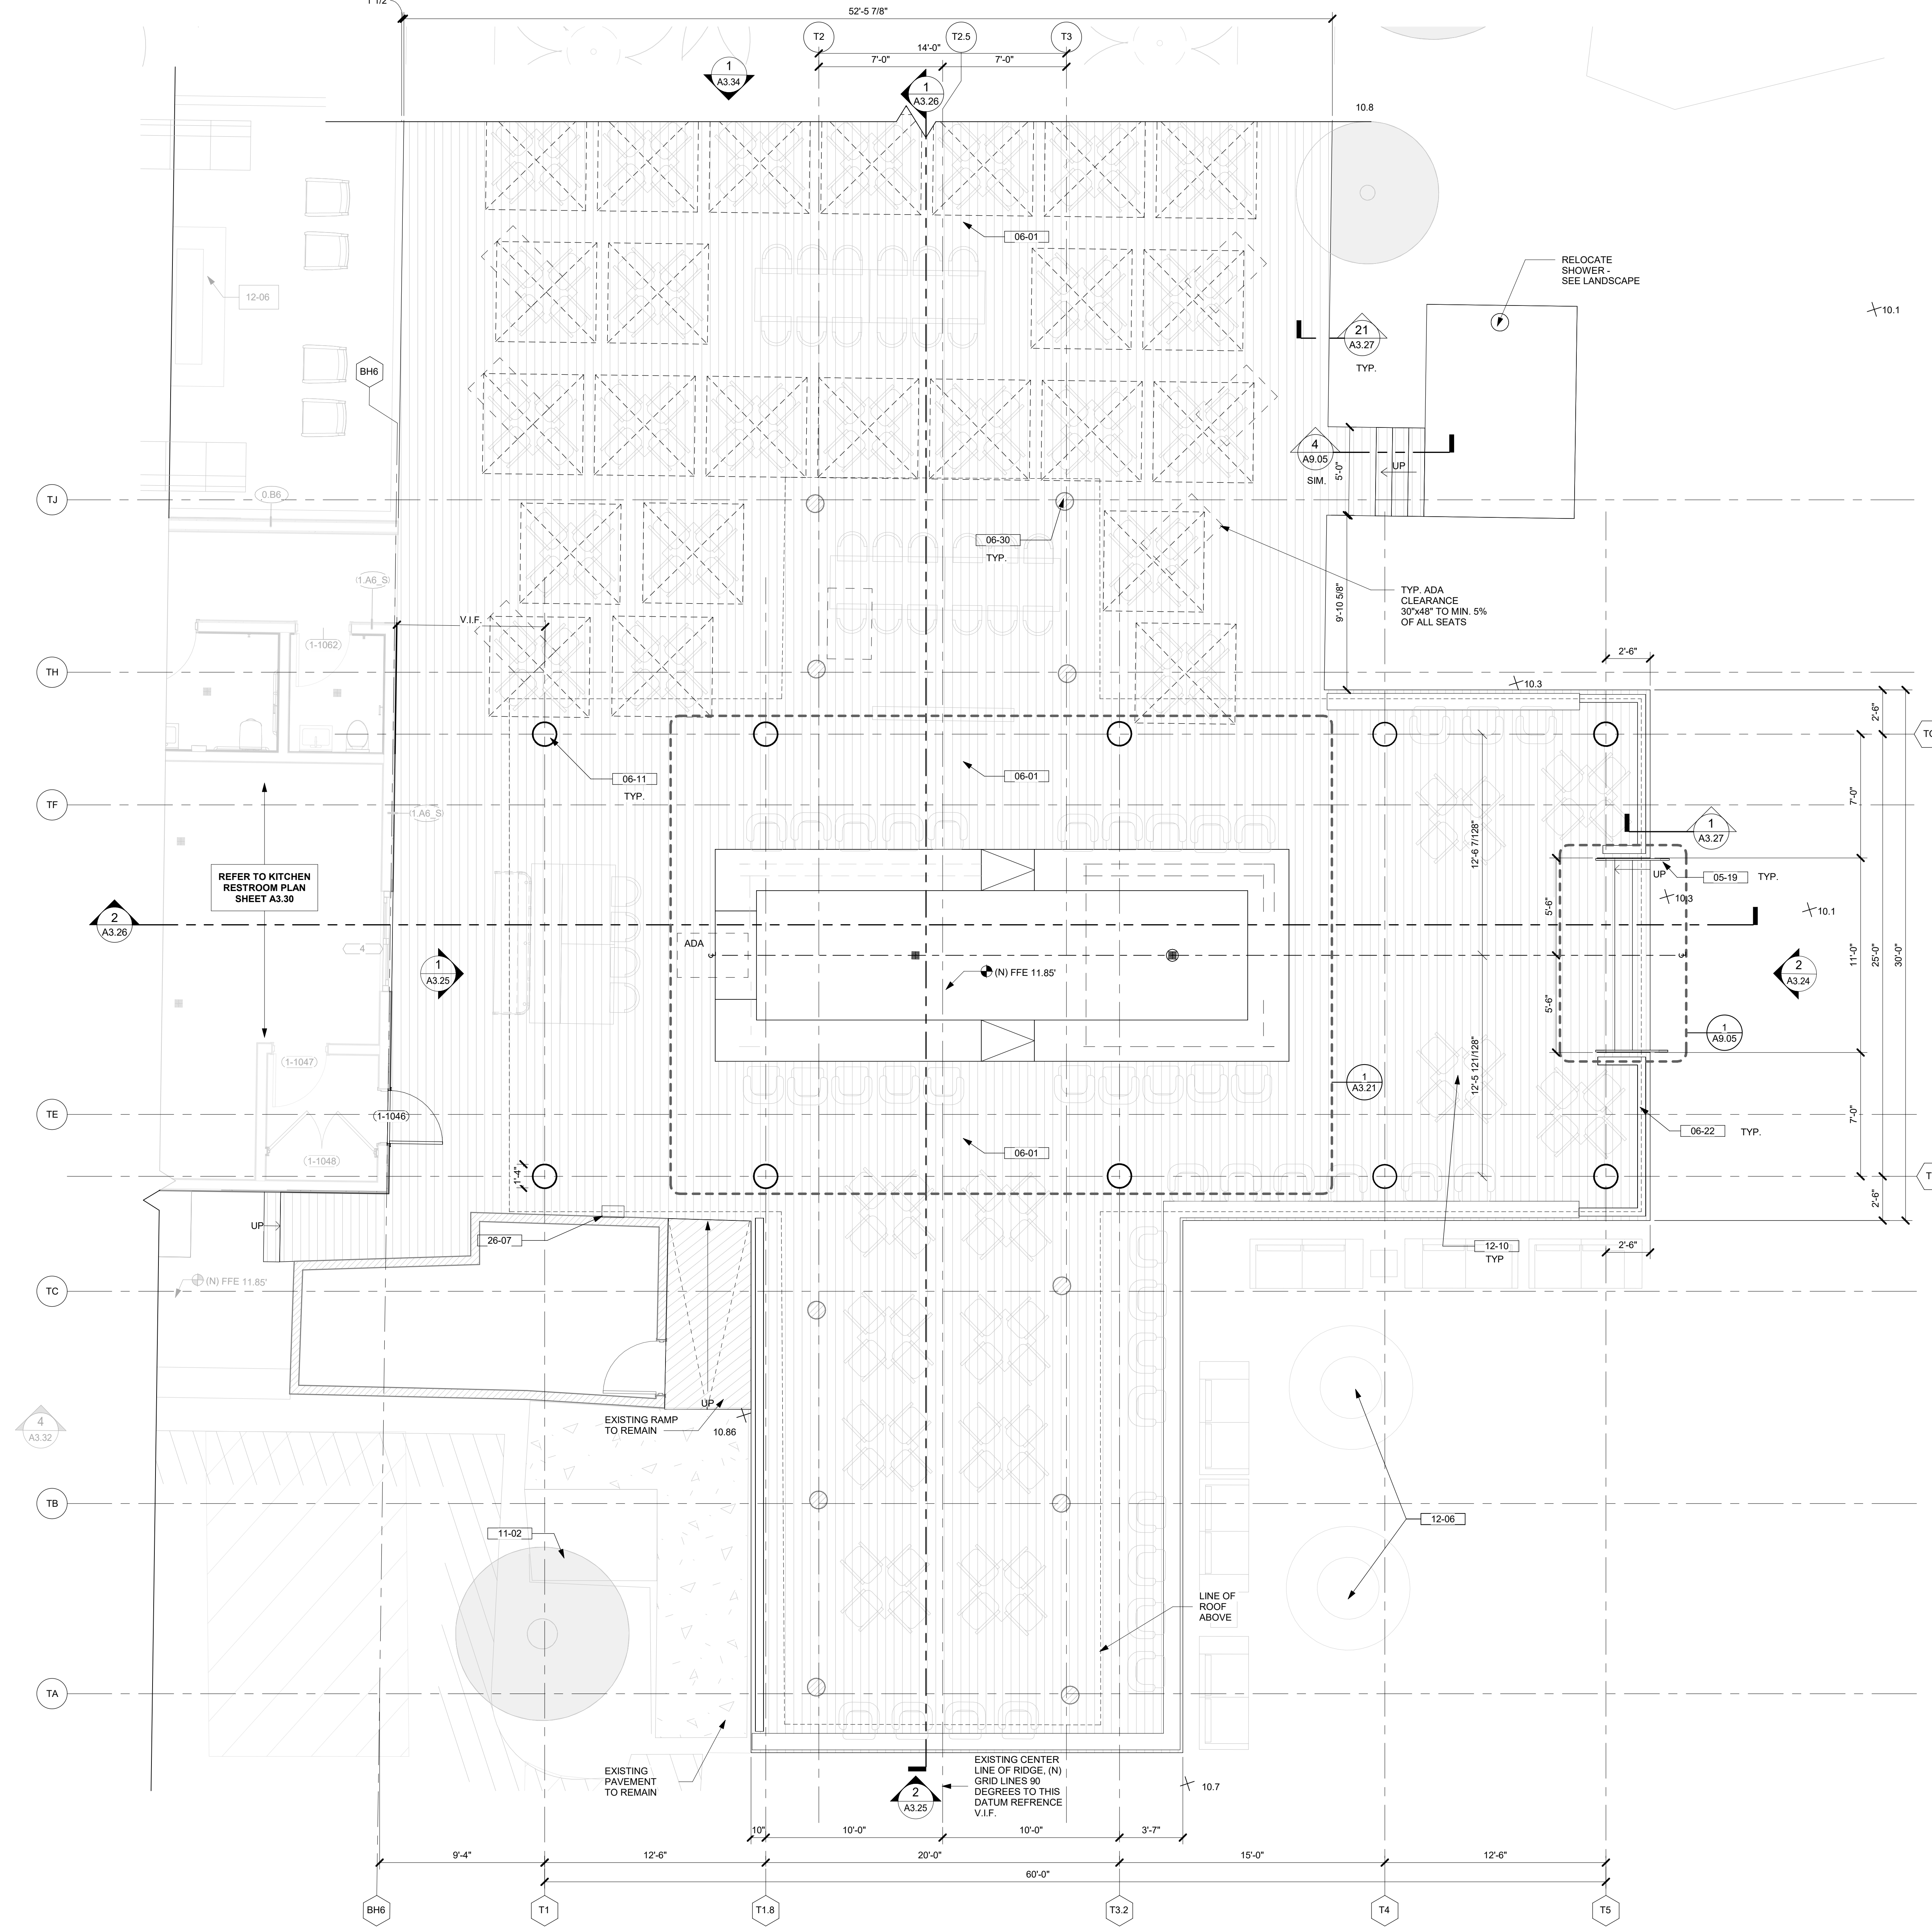 1 1/2
52'-5 7/8"
T2
T2.5
T3
14'-0"
7'-0"
7'-0"
1
A3.34
1
A3.26
10.8
06-01
12-06
RELOCATE
SHOWER -
SEE LANDSCAPE
10.1
21
A3.27
TYP.
BH6
4
A9.05
SIM.
5'-0"
UP
TJ
0.B6
06-30
TYP.
(1.A6_S)
TYP. ADA
CLEARANCE
30"x48" TO MIN. 5%
OF ALL SEATS
9'-10 5/8"
V.I.F.
(1-1062)
2'-6"
TH
10.3
2'-6"
06-11
TYP.
06-01
TF
(1.A6_S)
12'-6 7/128"
7'-0"
1
A3.27
REFER TO KITCHEN
RESTROOM PLAN
SHEET A3.30
UP
05-19
TYP.
10.3
10.1
5'-6"
2
A3.26
ADA
4
1
A3.25
(N) FFE 11.85'
11'-0"
25'-0"
30'-0"
2
A3.24
5'-6"
1
A9.05
(1-1047)
1
A3.21
12'-5 121/128"
TE
(1-1046)
7'-0"
06-22
TYP.
(1-1048)
06-01
1'-4"
2'-6"
UP
26-07
12-10
TYP
2'-6"
(N) FFE 11.85'
TC
UP
EXISTING RAMP
TO REMAIN
10.86
4
A3.32
TB
11-02
12-06
LINE OF
ROOF
ABOVE
TA
EXISTING
PAVEMENT
TO REMAIN
EXISTING CENTER
LINE OF RIDGE, (N)
GRID LINES 90
DEGREES TO THIS
DATUM REFRENCE
V.I.F.
2
A3.25
10.7
10"
10'-0"
10'-0"
3'-7"
9'-4"
12'-6"
20'-0"
15'-0"
12'-6"
60'-0"
BH6
T1
T1.8
T3.2
T4
T5